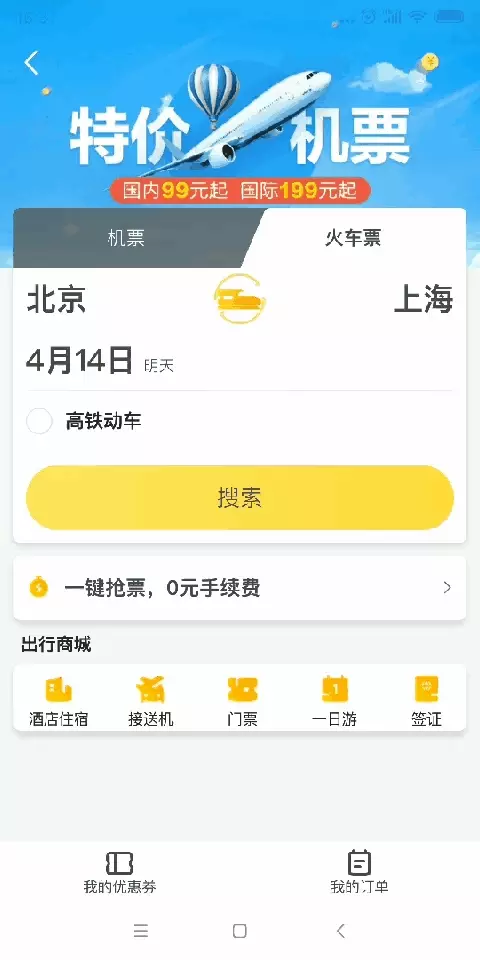 特价 机票
国内99元起 国际199元起
机票 火车票
北京 上海
4月14日 明天
高铁动车
搜索
一键抢票，0元手续费
出行商城
酒店住宿 接送机 门票 一日游 签证
我的优惠券 我的订单